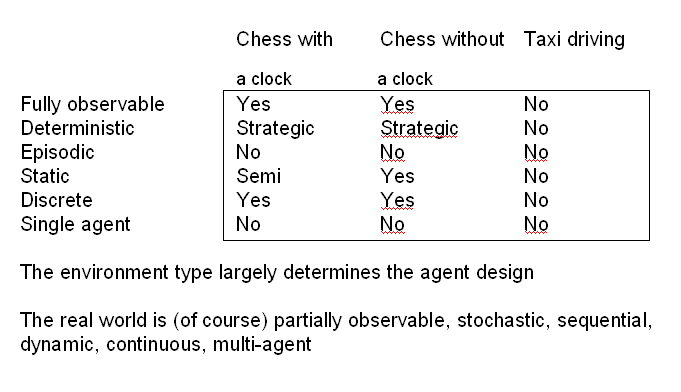 Chess with Chess without Taxi driving
a clock a clock
Fully observable Yes Yes No
Deterministic Strategic Strategic No
Episodic No No No
Static Semi Yes No
Discrete Yes Yes No
Single agent No No No
The environment type largely determines the agent design
The real world is (of course) partially observable, stochastic, sequential,
dynamic, continuous, multi-agent